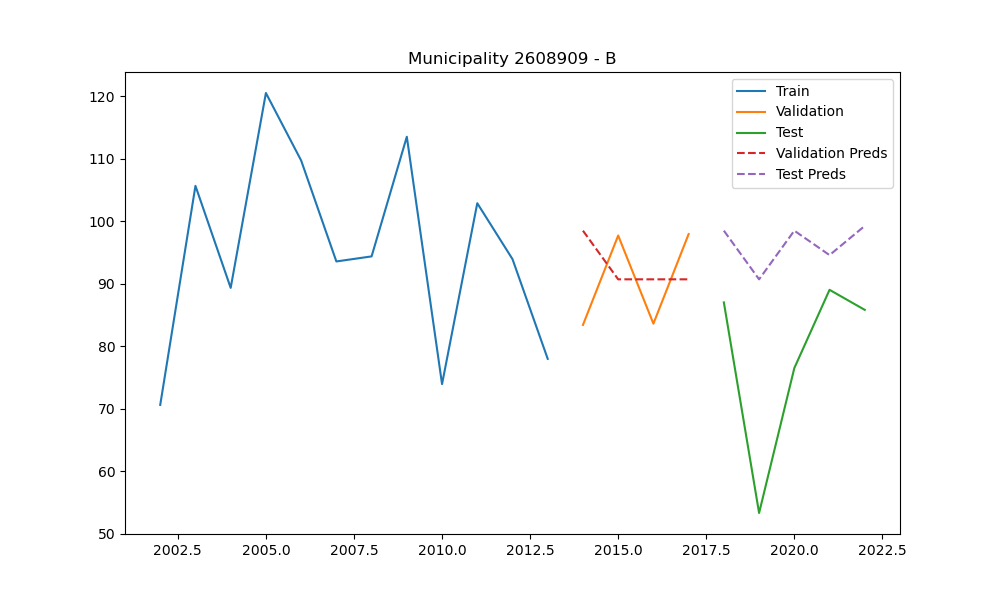 Municipality 2608909 - B
120
110
100
90
80
70
60
50
2002.5 2005.0 2007.5 2010.0 2012.5 2015.0 2017.5 2020.0 2022.5
Train
Validation
Test
Validation Preds
Test Preds